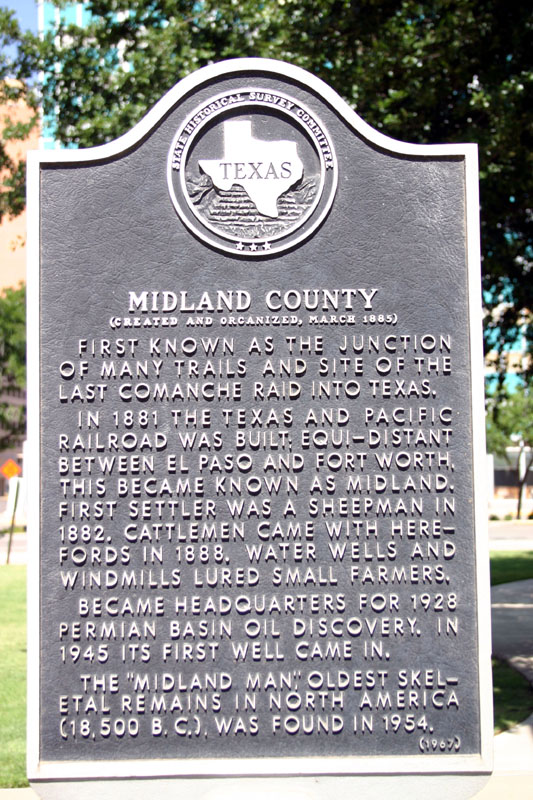 STATE HISTORICAL SURVEY COMMITTEE
TEXAS
MIDLAND COUNTY
(CREATED AND ORGANIZED, MARCH 1885)
FIRST KNOWN AS THE JUNCTION
OF MANY TRAILS AND SITE OF THE
LAST COMANCHE RAID INTO TEXAS.
IN 1881 THE TEXAS AND PACIFIC
RAILROAD WAS BUILT. EQUI-DISTANT
BETWEEN EL PASO AND FORT WORTH,
THIS BECAME KNOWN AS MIDLAND.
FIRST SETTLER WAS A SHEEPMAN IN
1882. CATTLEMEN CAME WITH HERE-
FORDS IN 1888. WATER WELLS AND
WINDMILLS LURED SMALL FARMERS.
BECAME HEADQUARTERS FOR 1928
PERMIAN BASIN OIL DISCOVERY. IN
1945 ITS FIRST WELL CAME IN.
THE "MIDLAND MAN", OLDEST SKEL-
ETAL REMAINS IN NORTH AMERICA
(18,500 B.C.), WAS FOUND IN 1954.
(1967)